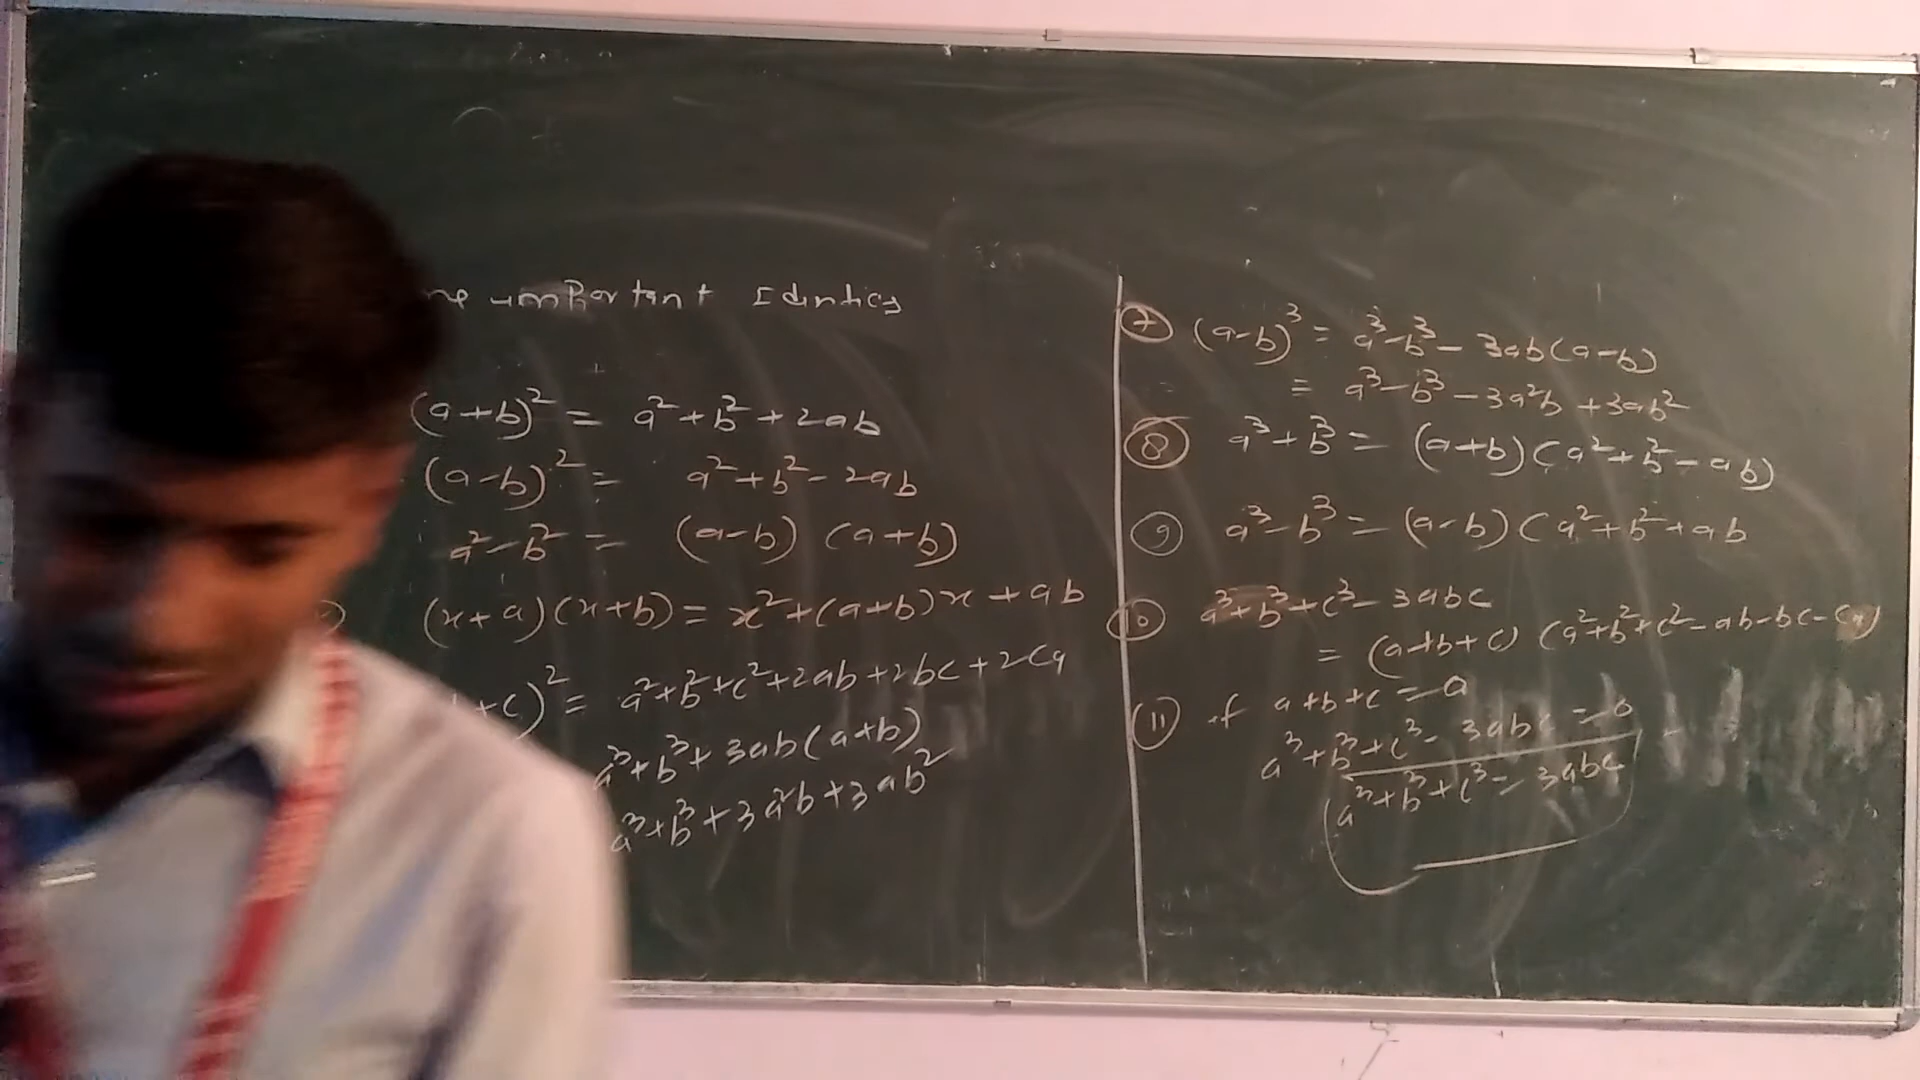 important Identics
(a+b)² = a²+b²+2ab
(a-b)² = a²+b²-2ab
a²-b² = (a-b) (a+b)
(x+a)(x+b) = x²+(a+b)x+ab
+c)² = a²+b²+c²+2ab+2bc+2ca
a³+b³+3ab(a+b)
a³+b³+3a²b+3ab²
⑦ (a-b)³ = a³-b³-3ab(a-b)
= a³-b³-3a²b+3ab²
⑧ a³+b³ = (a+b)(a²+b²-ab)
⑨ a³-b³ = (a-b)(a²+b²+ab
⑩ a³+b³+c³-3abc
= (a+b+c) (a²+b²+c²-ab-bc-ca)
⑪ if a+b+c=0
a³+b³+c³-3abc=0
a³+b³+c³=3abc